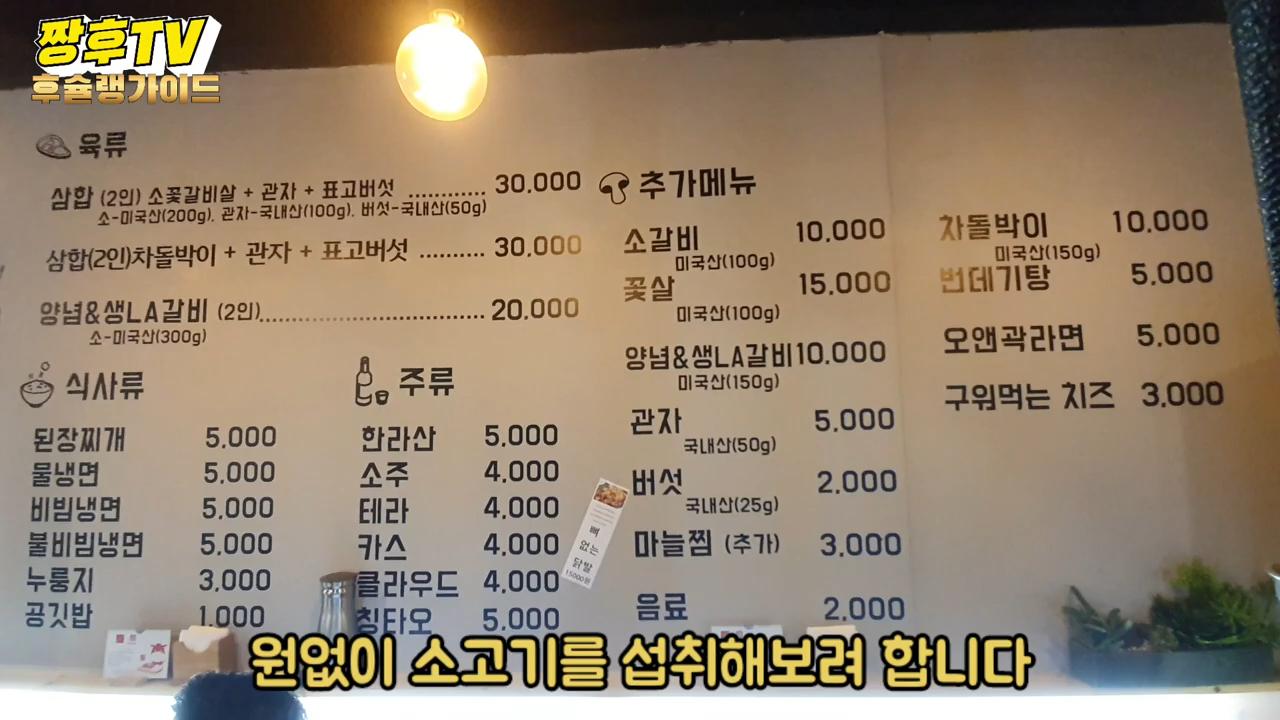 짱후TV
후슐랭가이드
육류
삼합 (2인) 소꽃갈비살 + 관자 + 표고버섯 ............ 30,000
소-미국산(200g), 관자-국내산(100g), 버섯-국내산(50g)
삼합(2인)차돌박이 + 관자 + 표고버섯 .......... 30,000
양념&생LA갈비 (2인)................................. 20,000
소-미국산(300g)
식사류
된장찌개 5,000
물냉면 5,000
비빔냉면 5,000
불비빔냉면 5,000
누룽지 3,000
공깃밥 1,000
주류
한라산 5,000
소주 4,000
테라 4,000
카스 4,000
클라우드 4,000
칭타오 5,000
뼈
없는
닭발
15000원
추가메뉴
소갈비 10,000
미국산(100g)
꽃살 15,000
미국산(100g)
양념&생LA갈비10,000
미국산(150g)
관자 5,000
국내산(50g)
버섯 2,000
국내산(25g)
마늘찜 (추가) 3,000
음료 2,000
차돌박이 10,000
미국산(150g)
번데기탕 5,000
오앤곽라면 5,000
구워먹는 치즈 3,000
원없이 소고기를 섭취해보려 합니다